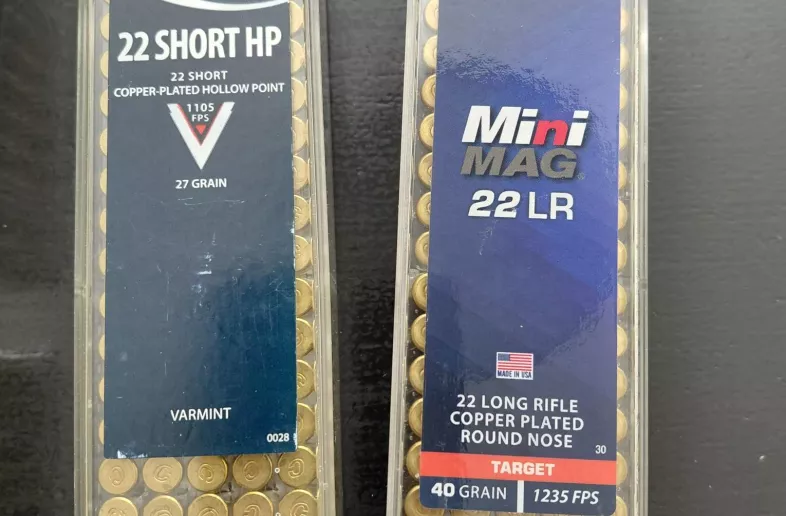 22 SHORT HP
22 SHORT
COPPER-PLATED HOLLOW POINT
1105
FPS
27 GRAIN
VARMINT
0028
Mini
MAG
22 LR
MADE IN USA
22 LONG RIFLE
COPPER PLATED
ROUND NOSE
30
TARGET
40 GRAIN 1235 FPS
C C C C C